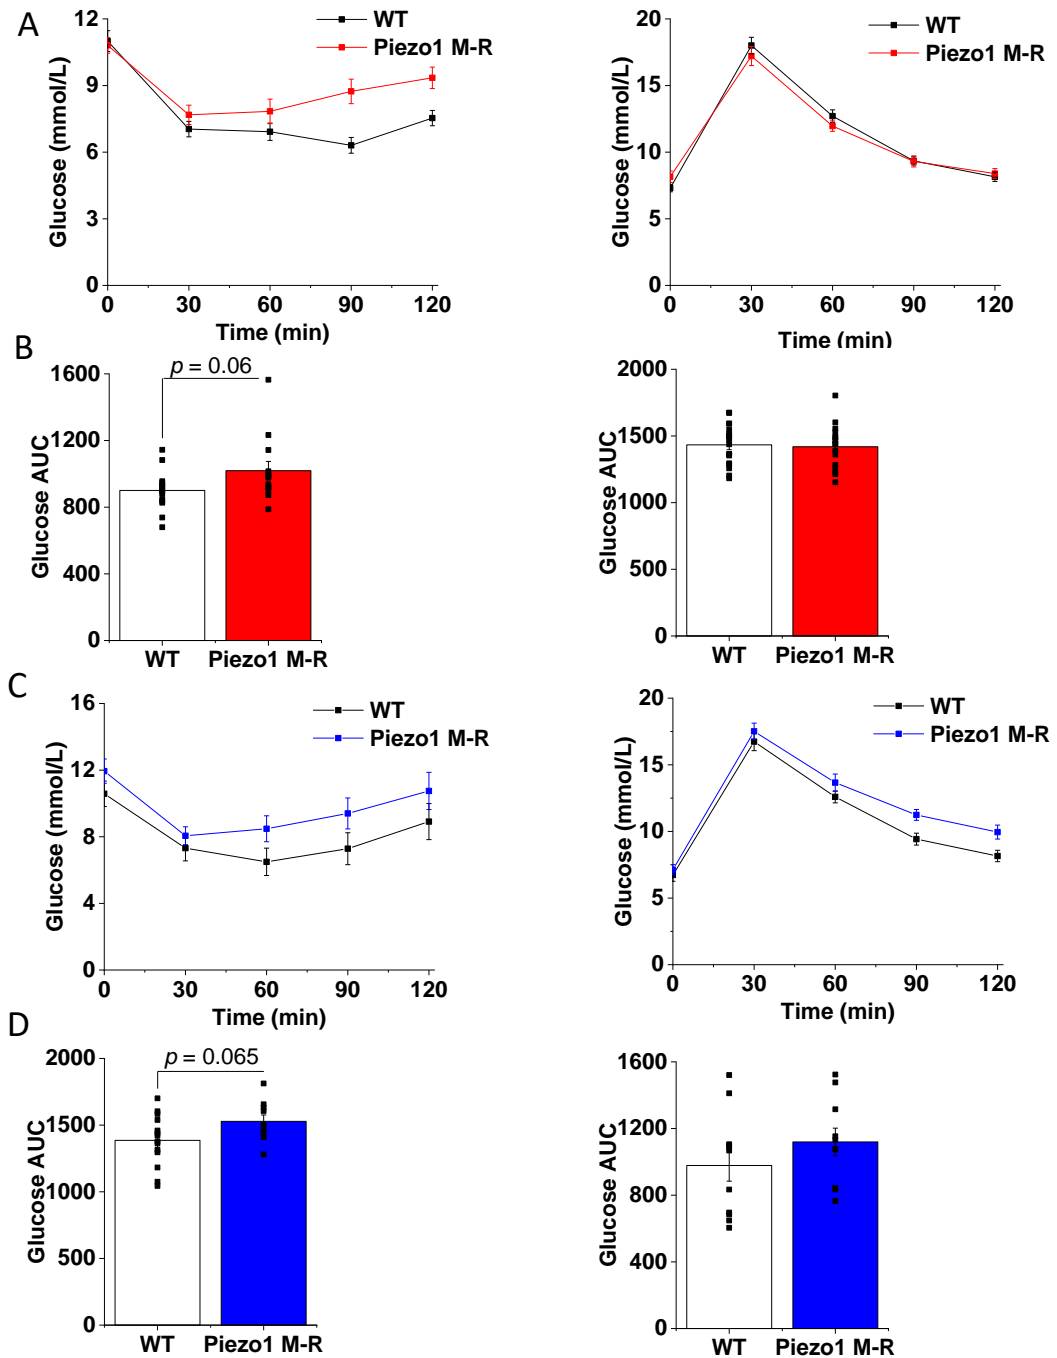 A
WT
Piezo1 M-R
Glucose (mmol/L)
12
9
6
3
0
0 30 60 90 120
Time (min)
WT
Piezo1 M-R
Glucose (mmol/L)
20
15
10
5
0
0 30 60 90 120
Time (min)
B
p = 0.06
Glucose AUC
1600
1200
800
400
0
WT Piezo1 M-R
Glucose AUC
2000
1500
1000
500
0
WT Piezo1 M-R
C
WT
Piezo1 M-R
Glucose (mmol/L)
16
12
8
4
0
0 30 60 90 120
Time (min)
WT
Piezo1 M-R
Glucose (mmol/L)
20
15
10
5
0
0 30 60 90 120
Time (min)
D
p = 0.065
Glucose AUC
2000
1500
1000
500
0
WT Piezo1 M-R
Glucose AUC
1600
1200
800
400
0
WT Piezo1 M-R